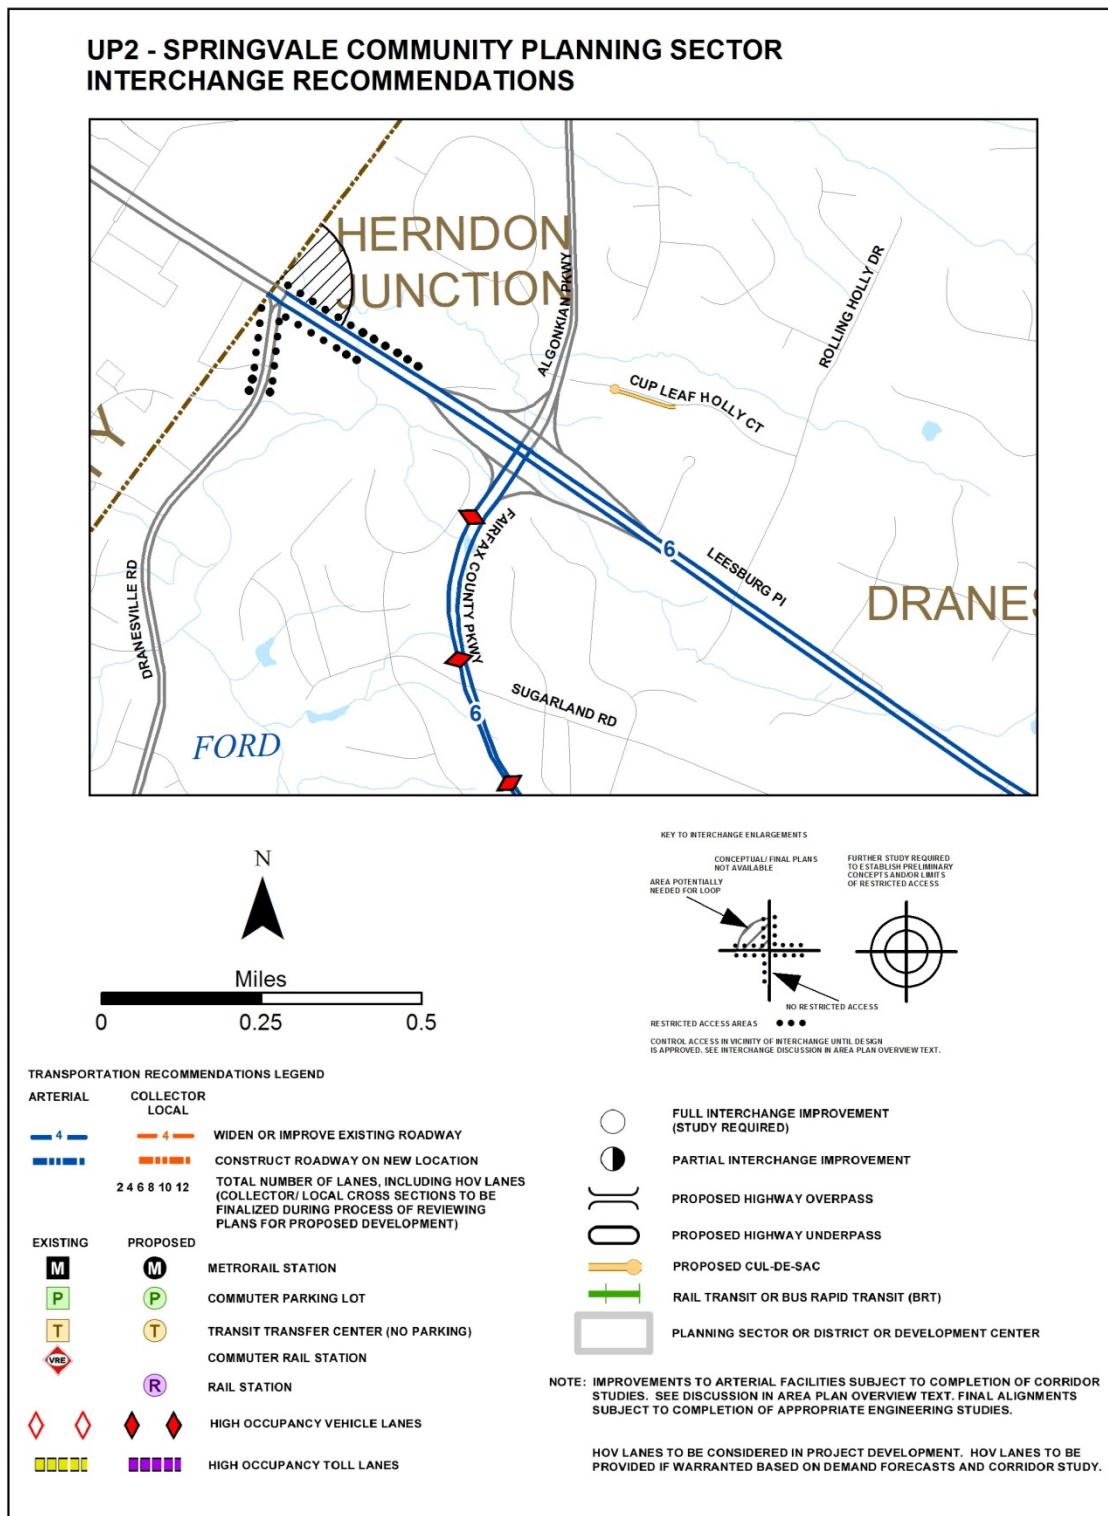 UP2 - SPRINGVALE COMMUNITY PLANNING SECTOR
INTERCHANGE RECOMMENDATIONS
HERNDON
JUNCTION
ALGONKIAN PKWY
ROLLING HOLLY DR
CUP LEAF HOLLY CT
Y
FAIRFAX COUNTY PKWY
6
LEESBURG PI
DRANES
DRANESVILLE RD
SUGARLAND RD
6
FORD
N
Miles
0 0.25 0.5
KEY TO INTERCHANGE ENLARGEMENTS
CONCEPTUAL/ FINAL PLANS
NOT AVAILABLE
FURTHER STUDY REQUIRED
TO ESTABLISH PRELIMINARY
CONCEPTS AND/OR LIMITS
OF RESTRICTED ACCESS
AREA POTENTIALLY
NEEDED FOR LOOP
NO RESTRICTED ACCESS
RESTRICTED ACCESS AREAS
CONTROL ACCESS IN VICINITY OF INTERCHANGE UNTIL DESIGN
IS APPROVED. SEE INTERCHANGE DISCUSSION IN AREA PLAN OVERVIEW TEXT.
TRANSPORTATION RECOMMENDATIONS LEGEND
ARTERIAL COLLECTOR
LOCAL
4 4 WIDEN OR IMPROVE EXISTING ROADWAY
CONSTRUCT ROADWAY ON NEW LOCATION
2 4 6 8 10 12 TOTAL NUMBER OF LANES, INCLUDING HOV LANES
(COLLECTOR/ LOCAL CROSS SECTIONS TO BE
FINALIZED DURING PROCESS OF REVIEWING
PLANS FOR PROPOSED DEVELOPMENT)
EXISTING PROPOSED
M M METRORAIL STATION
P P COMMUTER PARKING LOT
T T TRANSIT TRANSFER CENTER (NO PARKING)
VRE COMMUTER RAIL STATION
R RAIL STATION
HIGH OCCUPANCY VEHICLE LANES
HIGH OCCUPANCY TOLL LANES
FULL INTERCHANGE IMPROVEMENT
(STUDY REQUIRED)
PARTIAL INTERCHANGE IMPROVEMENT
PROPOSED HIGHWAY OVERPASS
PROPOSED HIGHWAY UNDERPASS
PROPOSED CUL-DE-SAC
RAIL TRANSIT OR BUS RAPID TRANSIT (BRT)
PLANNING SECTOR OR DISTRICT OR DEVELOPMENT CENTER
NOTE: IMPROVEMENTS TO ARTERIAL FACILITIES SUBJECT TO COMPLETION OF CORRIDOR
STUDIES. SEE DISCUSSION IN AREA PLAN OVERVIEW TEXT. FINAL ALIGNMENTS
SUBJECT TO COMPLETION OF APPROPRIATE ENGINEERING STUDIES.
HOV LANES TO BE CONSIDERED IN PROJECT DEVELOPMENT. HOV LANES TO BE
PROVIDED IF WARRANTED BASED ON DEMAND FORECASTS AND CORRIDOR STUDY.